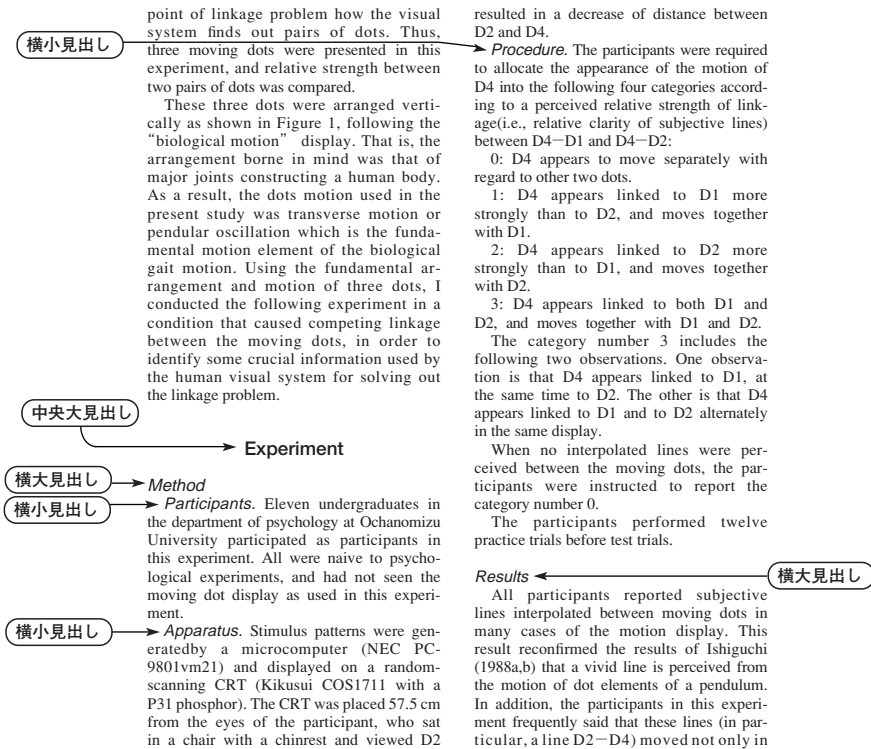 point of linkage problem how the visual
system finds out pairs of dots. Thus,
横小見出し
three moving dots were presented in this
experiment, and relative strength between
two pairs of dots was compared.
These three dots were arranged verti-
cally as shown in Figure 1, following the
“biological motion” display. That is, the
arrangement borne in mind was that of
major joints constructing a human body.
As a result, the dots motion used in the
present study was transverse motion or
pendular oscillation which is the funda-
mental motion element of the biological
gait motion. Using the fundamental ar-
rangement and motion of three dots, I
conducted the following experiment in a
condition that caused competing linkage
between the moving dots, in order to
identify some crucial information used by
the human visual system for solving out
the linkage problem.
中央大見出し
Experiment
横大見出し
Method
横小見出し
Participants. Eleven undergraduates in
the department of psychology at Ochanomizu
University participated as participants in
this experiment. All were naive to psycho-
logical experiments, and had not seen the
moving dot display as used in this experi-
ment.
横小見出し
Apparatus. Stimulus patterns were gen-
eratedby a microcomputer (NEC PC-
9801vm21) and displayed on a random-
scanning CRT (Kikusui COS1711 with a
P31 phosphor). The CRT was placed 57.5 cm
from the eyes of the participant, who sat
in a chair with a chinrest and viewed D2
resulted in a decrease of distance between
D2 and D4.
Procedure. The participants were required
to allocate the appearance of the motion of
D4 into the following four categories accord-
ing to a perceived relative strength of link-
age(i.e., relative clarity of subjective lines)
between D4−D1 and D4−D2:
0: D4 appears to move separately with
regard to other two dots.
1: D4 appears linked to D1 more
strongly than to D2, and moves together
with D1.
2: D4 appears linked to D2 more
strongly than to D1, and moves together
with D2.
3: D4 appears linked to both D1 and
D2, and moves together with D1 and D2.
The category number 3 includes the
following two observations. One observa-
tion is that D4 appears linked to D1, at
the same time to D2. The other is that D4
appears linked to D1 and to D2 alternately
in the same display.
When no interpolated lines were per-
ceived between the moving dots, the par-
ticipants were instructed to report the
category number 0.
The participants performed twelve
practice trials before test trials.
Results
横大見出し
All participants reported subjective
lines interpolated between moving dots in
many cases of the motion display. This
result reconfirmed the results of Ishiguchi
(1988a,b) that a vivid line is perceived from
the motion of dot elements of a pendulum.
In addition, the participants in this experi-
ment frequently said that these lines (in par-
ticular, a line D2−D4) moved not only in